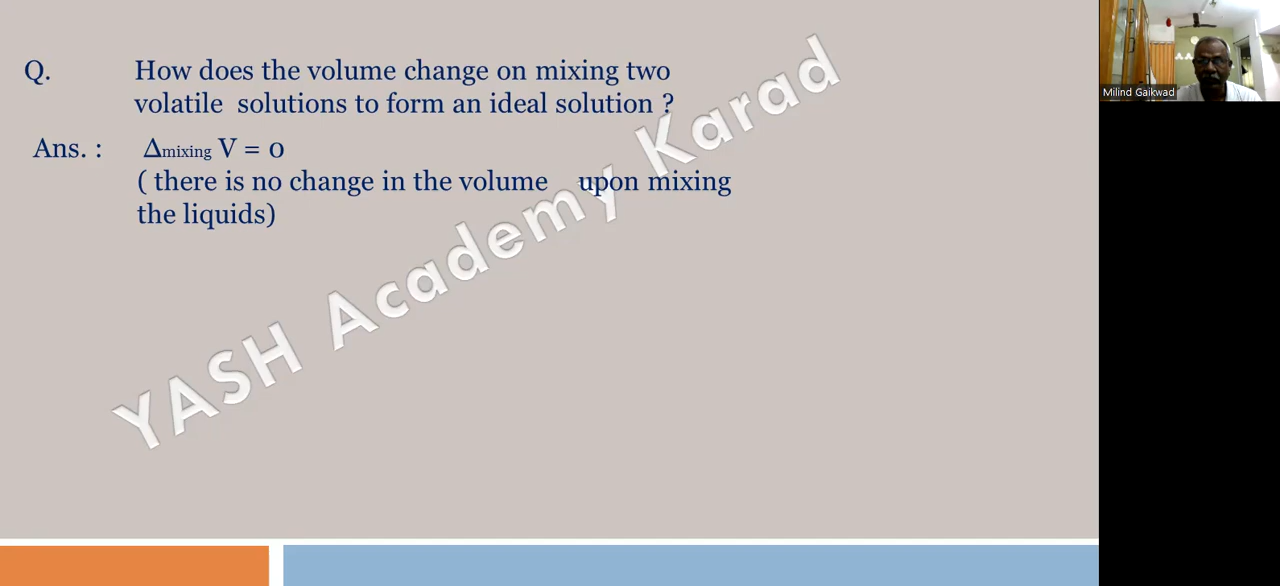 Q. How does the volume change on mixing two
volatile solutions to form an ideal solution ?
Ans. : Δmixing V = 0
( there is no change in the volume upon mixing
the liquids)
YASH Academy Karad
Milind Gaikwad